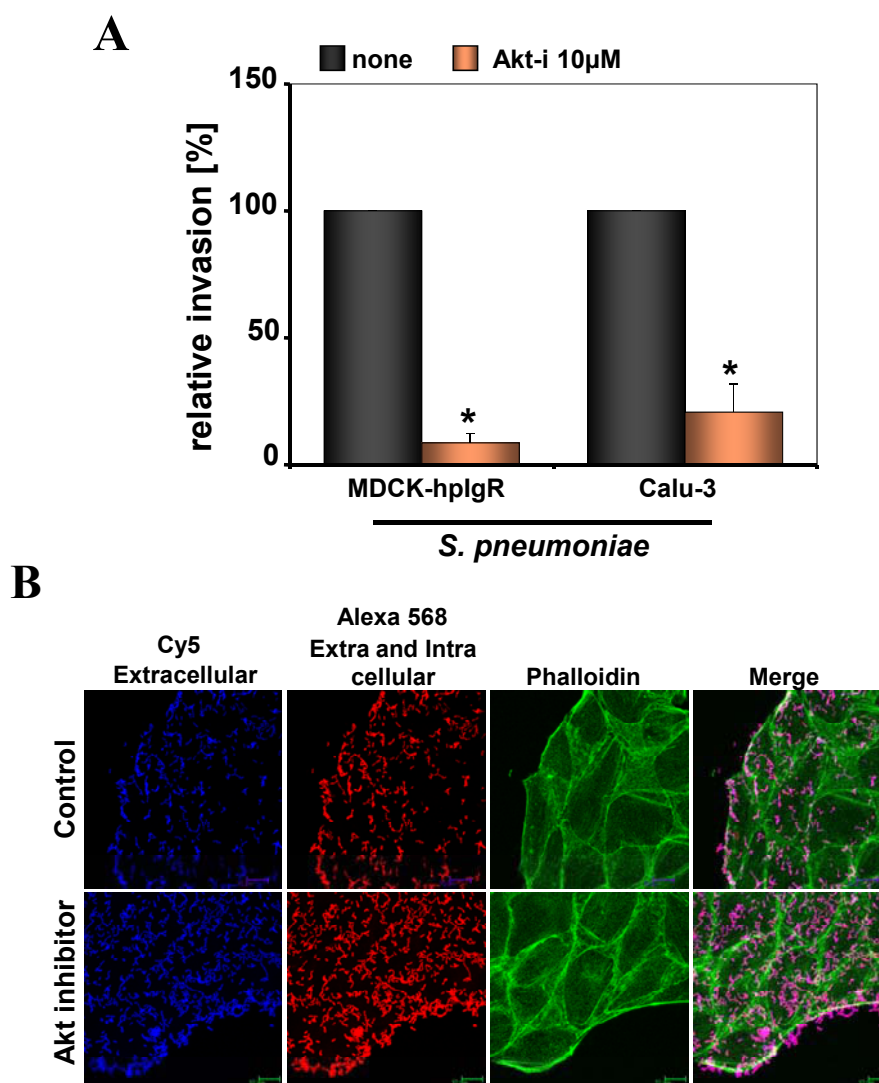 A
none Akt-i 10µM
relative invasion [%]
150
100
50
0
*
*
MDCK-hpIgR Calu-3
S. pneumoniae
B
Cy5
Extracellular
Alexa 568
Extra and Intra
cellular
Phalloidin
Merge
Control
Akt inhibitor